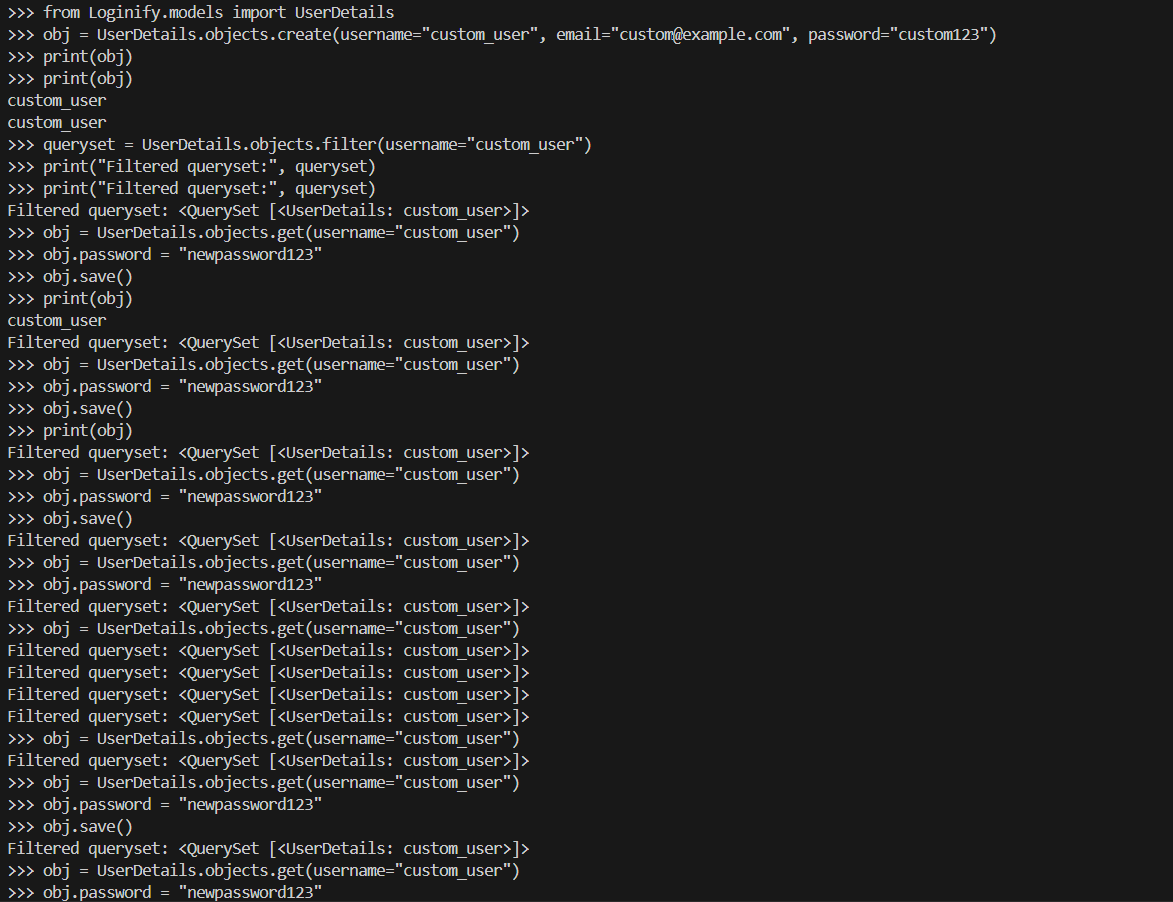 >>> from Loginify.models import UserDetails
>>> obj = UserDetails.objects.create(username="custom_user", email="custom@example.com", password="custom123")
>>> print(obj)
>>> print(obj)
custom_user
custom_user
>>> queryset = UserDetails.objects.filter(username="custom_user")
>>> print("Filtered queryset:", queryset)
>>> print("Filtered queryset:", queryset)
Filtered queryset: <QuerySet [<UserDetails: custom_user>]>
>>> obj = UserDetails.objects.get(username="custom_user")
>>> obj.password = "newpassword123"
>>> obj.save()
>>> print(obj)
custom_user
Filtered queryset: <QuerySet [<UserDetails: custom_user>]>
>>> obj = UserDetails.objects.get(username="custom_user")
>>> obj.password = "newpassword123"
>>> obj.save()
>>> print(obj)
Filtered queryset: <QuerySet [<UserDetails: custom_user>]>
>>> obj = UserDetails.objects.get(username="custom_user")
>>> obj.password = "newpassword123"
>>> obj.save()
Filtered queryset: <QuerySet [<UserDetails: custom_user>]>
>>> obj = UserDetails.objects.get(username="custom_user")
>>> obj.password = "newpassword123"
Filtered queryset: <QuerySet [<UserDetails: custom_user>]>
>>> obj = UserDetails.objects.get(username="custom_user")
Filtered queryset: <QuerySet [<UserDetails: custom_user>]>
Filtered queryset: <QuerySet [<UserDetails: custom_user>]>
Filtered queryset: <QuerySet [<UserDetails: custom_user>]>
Filtered queryset: <QuerySet [<UserDetails: custom_user>]>
>>> obj = UserDetails.objects.get(username="custom_user")
Filtered queryset: <QuerySet [<UserDetails: custom_user>]>
>>> obj = UserDetails.objects.get(username="custom_user")
>>> obj.password = "newpassword123"
>>> obj.save()
Filtered queryset: <QuerySet [<UserDetails: custom_user>]>
>>> obj = UserDetails.objects.get(username="custom_user")
>>> obj.password = "newpassword123"